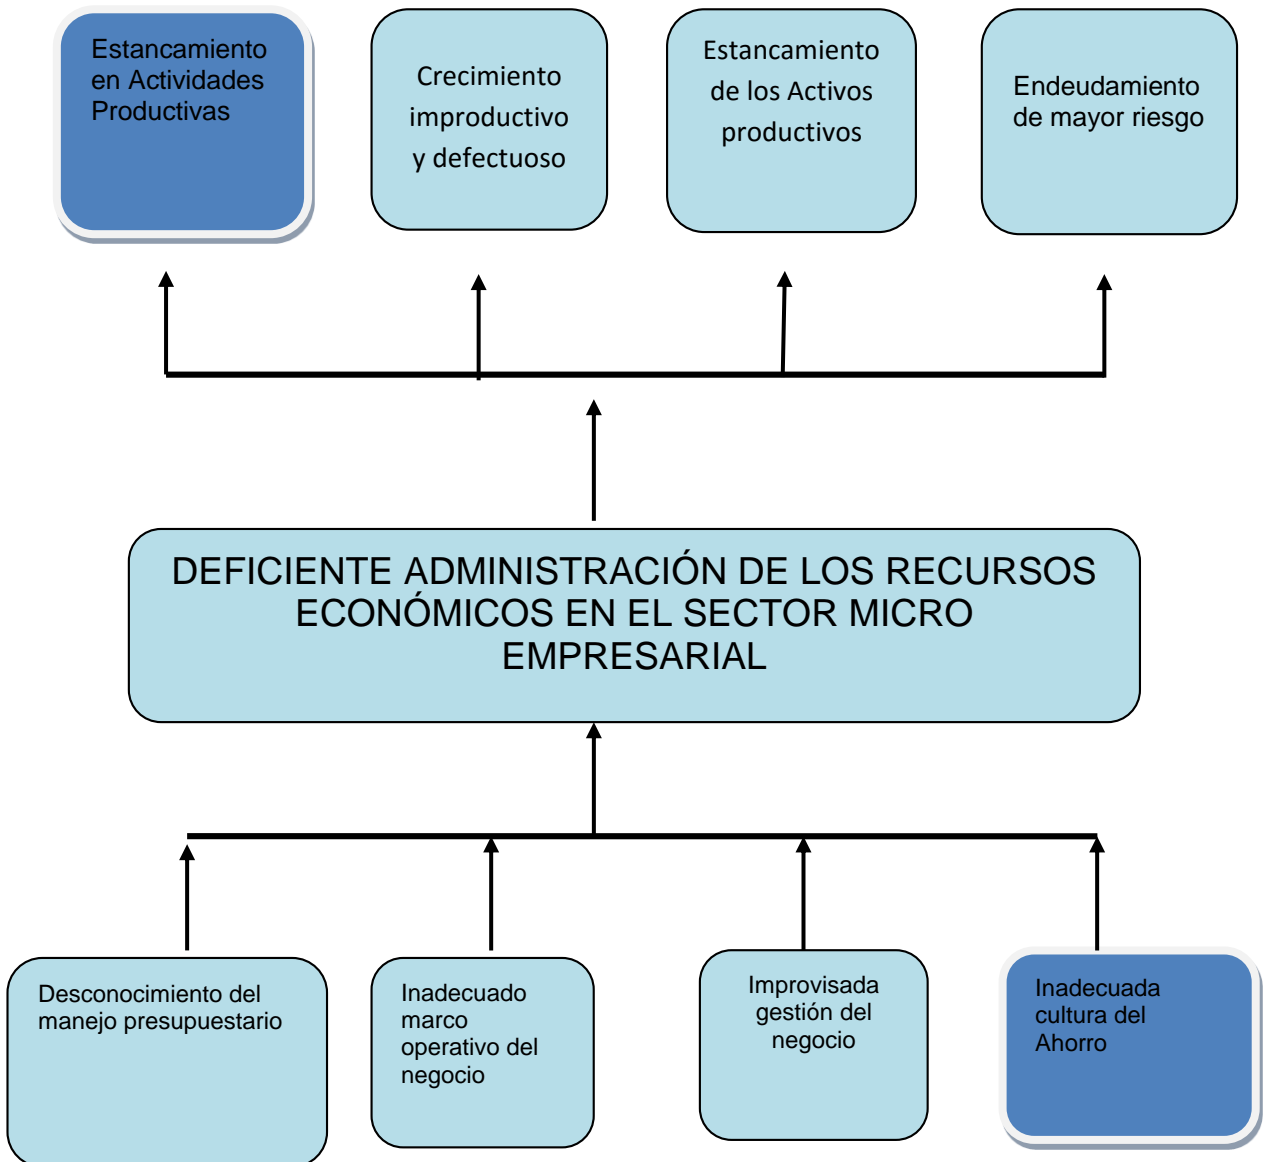 Estancamiento
en Actividades
Productivas
Crecimiento
improductivo
y defectuoso
Estancamiento
de los Activos
productivos
Endeudamiento
de mayor riesgo
DEFICIENTE ADMINISTRACIÓN DE LOS RECURSOS
ECONÓMICOS EN EL SECTOR MICRO
EMPRESARIAL
Desconocimiento del
manejo presupuestario
Inadecuado
marco
operativo del
negocio
Improvisada
gestión del
negocio
Inadecuada
cultura del
Ahorro